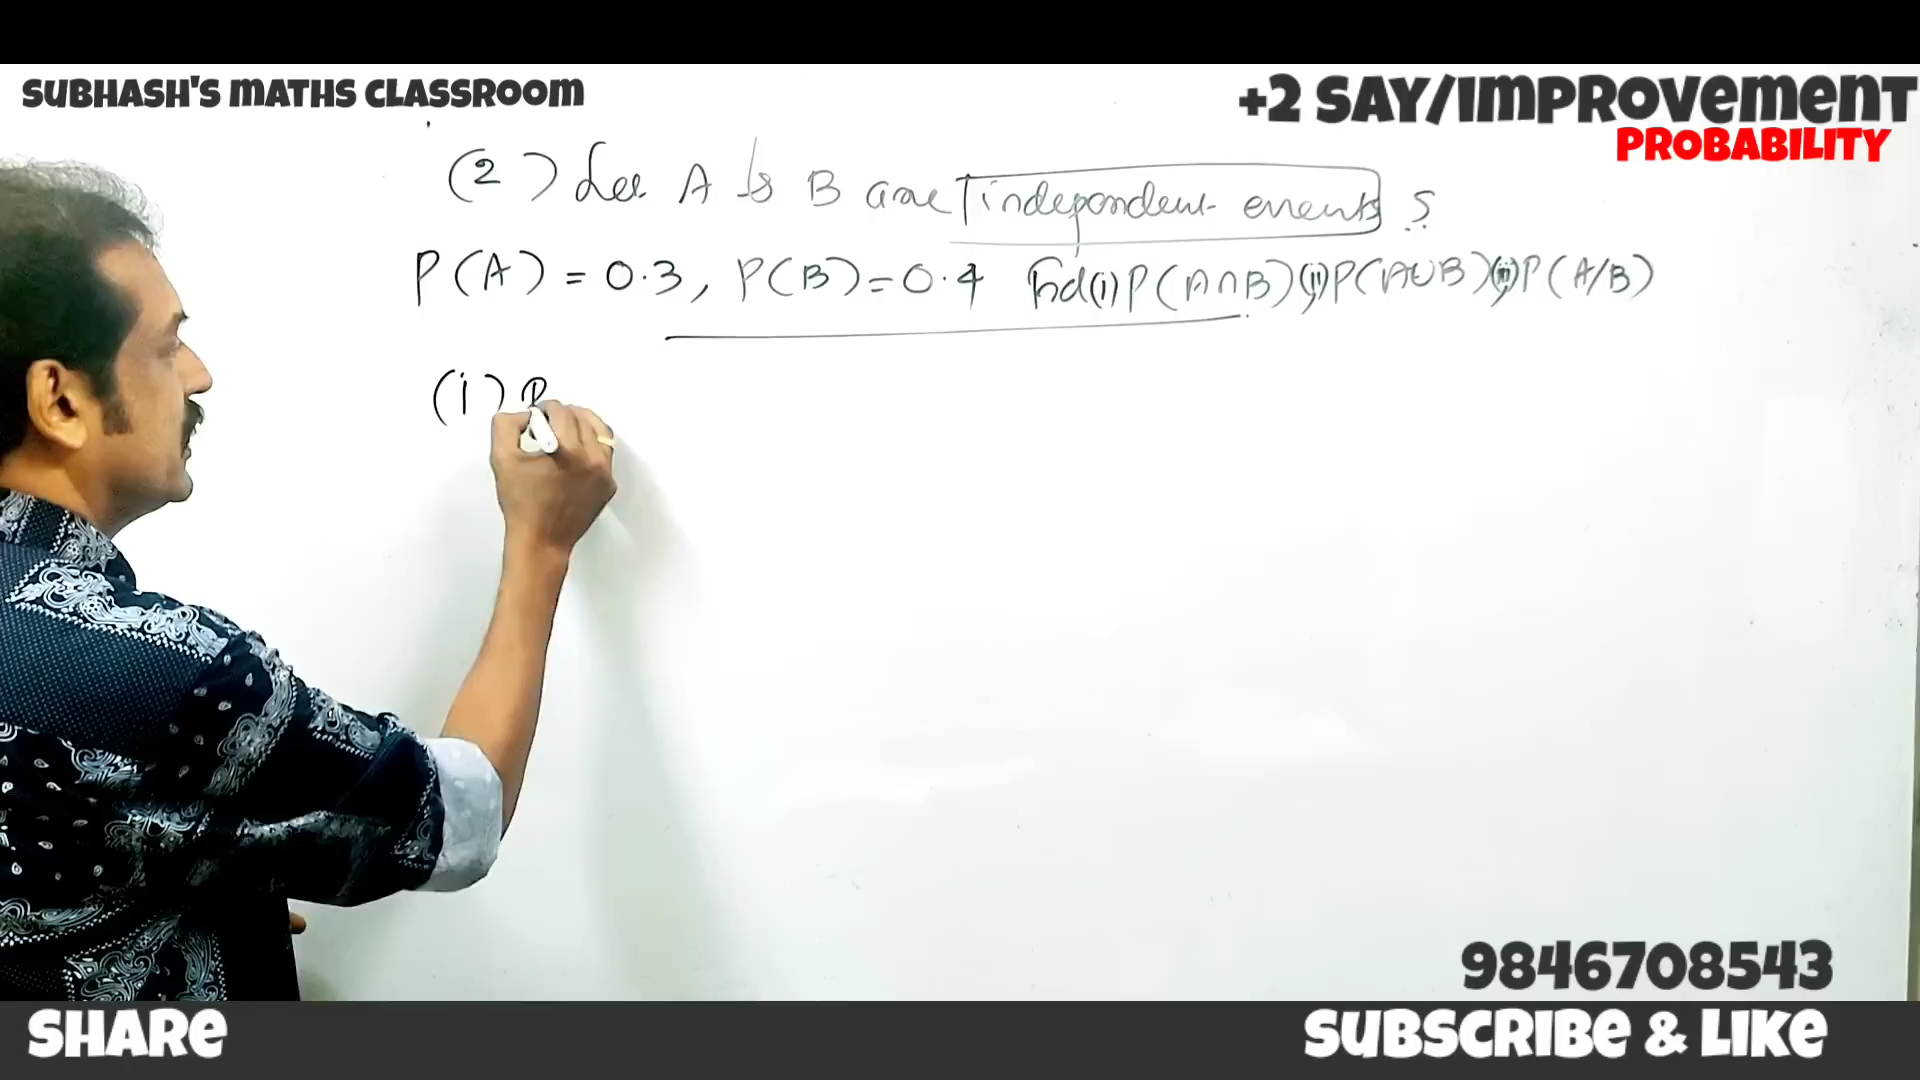 SUBHASH'S MATHS CLASSROOM
+2 SAY/IMPROVEMENT
PROBABILITY
(2) Let A & B are independent events S
P(A) = 0.3, P(B) = 0.4 Find (i) P(A∩B) (ii) P(A∪B) (iii) P(A/B)
(i) P
9846708543
SHARE
SUBSCRIBE & LIKE